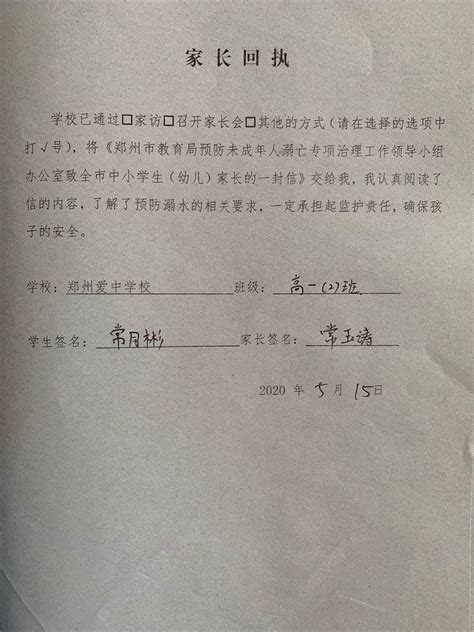 家长回执
学校已通过□家访□召开家长会□其他的方式(请在选择的选项中
打√号),将《郑州市教育局预防未成年人溺亡专项治理工作领导小组
办公室致全市中小学生(幼儿)家长的一封信》交给我,我认真阅读了
信的内容,了解了预防溺水的相关要求,一定承担起监护责任,确保孩
子的安全。
学校:郑州爱中学校 班级:高一(2)班
学生签名:常月彬 家长签名:常玉涛
2020 年 5 月 15日